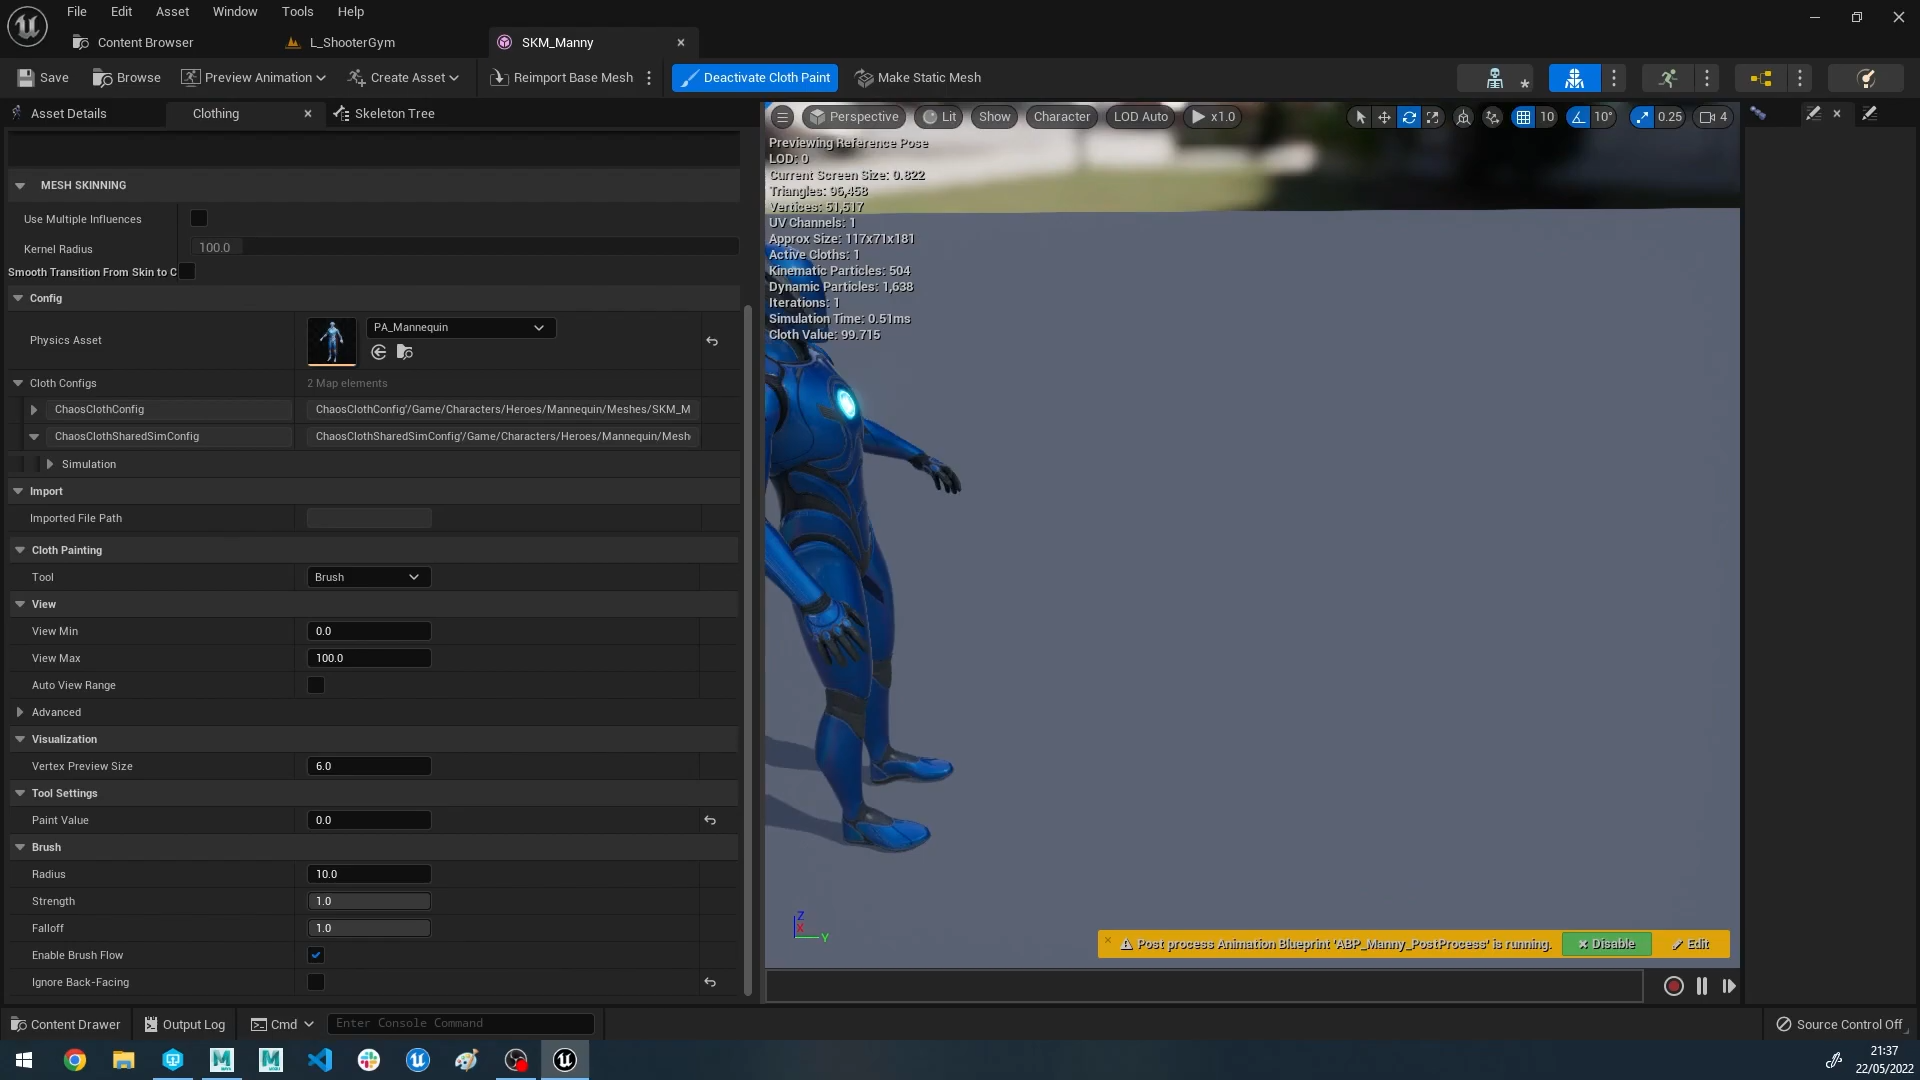 File Edit Asset Window Tools Help
Content Browser L_ShooterGym SKM_Manny
Save Browse Preview Animation Create Asset Reimport Base Mesh Deactivate Cloth Paint Make Static Mesh
Asset Details Clothing Skeleton Tree
Perspective Lit Show Character LOD Auto x1.0 10 10° 0.25 4
Previewing Reference Pose
LOD: 0
Current Screen Size: 0.822
Triangles: 96,458
Vertices: 51,517
UV Channels: 1
Approx Size: 117x71x181
Active Cloths: 1
Kinematic Particles: 504
Dynamic Particles: 1,638
Iterations: 1
Simulation Time: 0.51ms
Cloth Value: 99.715
MESH SKINNING
Use Multiple Influences
Kernel Radius 100.0
Smooth Transition From Skin to C
Config
Physics Asset PA_Mannequin
Cloth Configs 2 Map elements
ChaosClothConfig ChaosClothConfig'/Game/Characters/Heroes/Mannequin/Meshes/SKM_M
ChaosClothSharedSimConfig ChaosClothSharedSimConfig'/Game/Characters/Heroes/Mannequin/Mesh
Simulation
Import
Imported File Path
Cloth Painting
Tool Brush
View
View Min 0.0
View Max 100.0
Auto View Range
Advanced
Visualization
Vertex Preview Size 6.0
Tool Settings
Paint Value 0.0
Brush
Radius 10.0
Strength 1.0
Falloff 1.0
Enable Brush Flow
Ignore Back-Facing
Z
X
Y
Post process Animation Blueprint 'ABP_Manny_PostProcess' is running. Disable Edit
Content Drawer Output Log Cmd Enter Console Command Source Control Off
21:37
22/05/2022